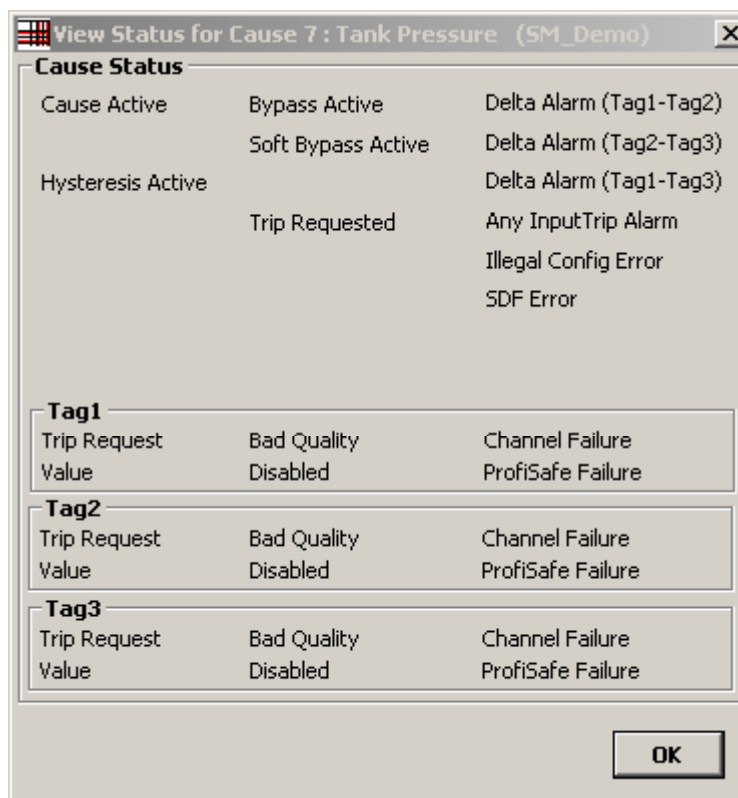 View Status for Cause 7 : Tank Pressure (SM_Demo)
Cause Status
Cause Active Bypass Active Delta Alarm (Tag1-Tag2)
Soft Bypass Active Delta Alarm (Tag2-Tag3)
Hysteresis Active Delta Alarm (Tag1-Tag3)
Trip Requested Any InputTrip Alarm
Illegal Config Error
SDF Error
Tag1
Trip Request Bad Quality Channel Failure
Value Disabled ProfiSafe Failure
Tag2
Trip Request Bad Quality Channel Failure
Value Disabled ProfiSafe Failure
Tag3
Trip Request Bad Quality Channel Failure
Value Disabled ProfiSafe Failure
OK